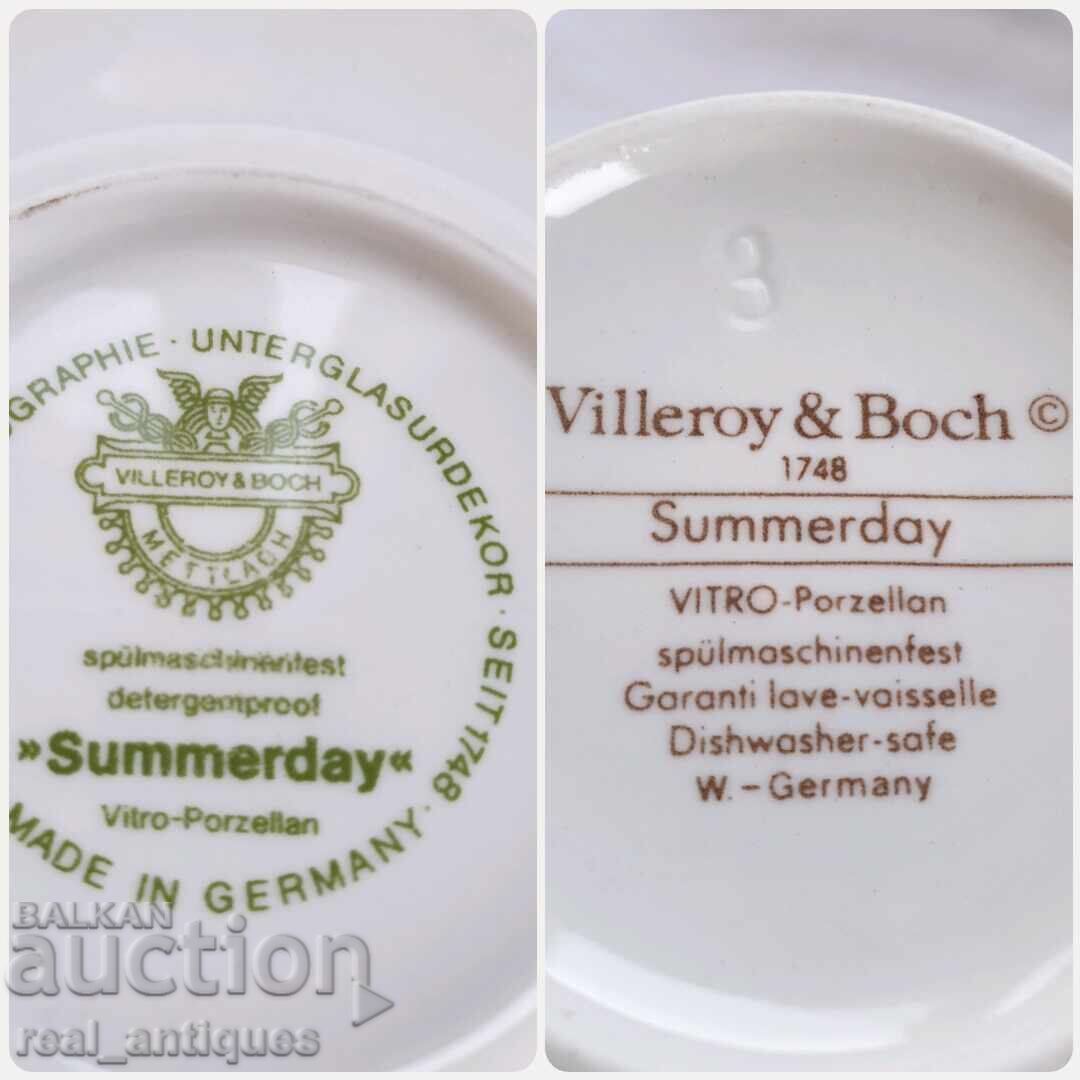 UNTERGLASURDEKOR · SEIT 1748 ·
MADE IN GERMANY ·
VILLEROY & BOCH
METTLACH
spülmaschinenfest
detergentproof
»Summerday«
Vitro-Porzellan
3
Villeroy & Boch ©
1748
Summerday
VITRO-Porzellan
spülmaschinenfest
Garanti lave-vaisselle
Dishwasher-safe
W. - Germany
BALKAN
auction
real_antiques